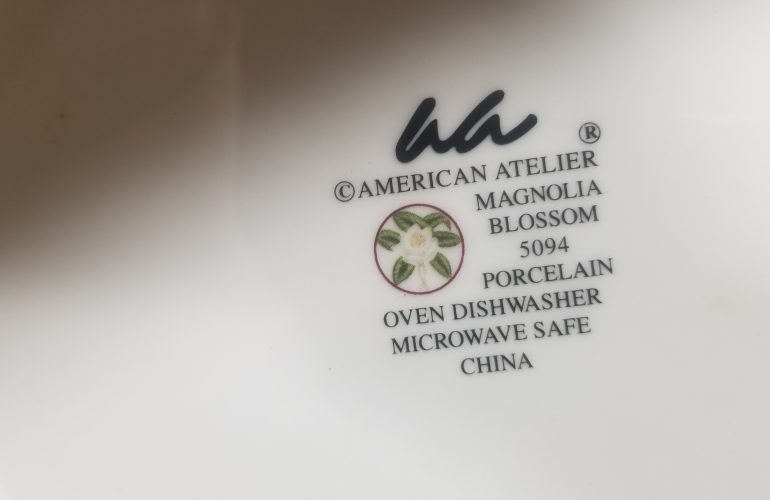 aa ®
©AMERICAN ATELIER
MAGNOLIA
BLOSSOM
5094
PORCELAIN
OVEN DISHWASHER
MICROWAVE SAFE
CHINA